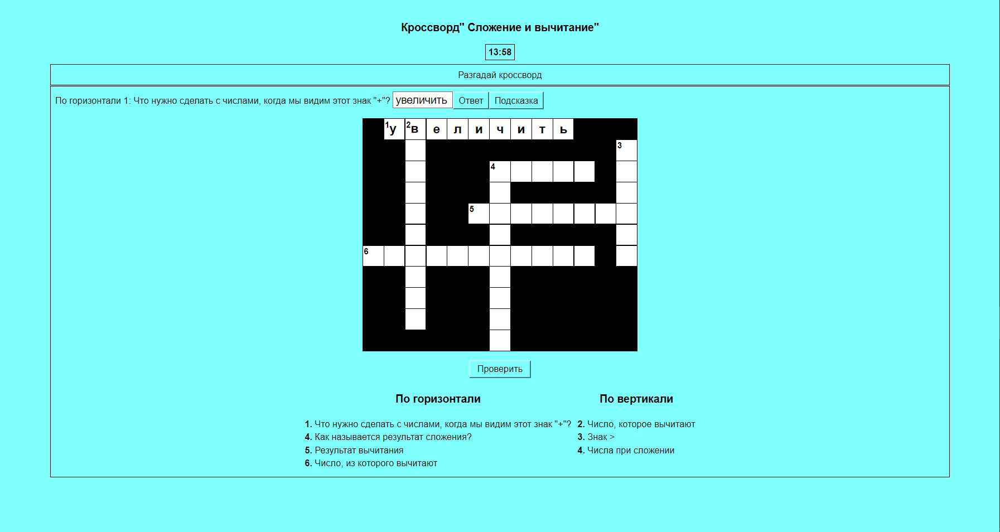 Кроссворд" Сложение и вычитание"
13:58
Разгадай кроссворд
По горизонтали 1: Что нужно сделать с числами, когда мы видим этот знак "+"? увеличить Ответ Подсказка
1у 2в е л и ч и т ь
3
4
5
6
Проверить
По горизонтали
1. Что нужно сделать с числами, когда мы видим этот знак "+"?
4. Как называется результат сложения?
5. Результат вычитания
6. Число, из которого вычитают
По вертикали
2. Число, которое вычитают
3. Знак >
4. Числа при сложении